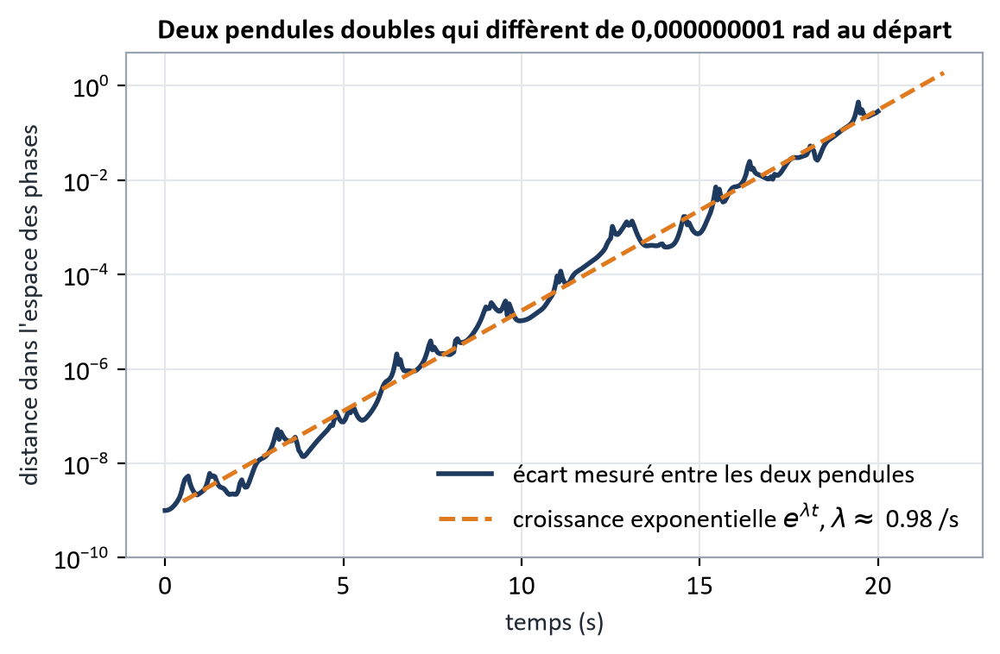 Deux pendules doubles qui diffèrent de 0,000000001 rad au départ
distance dans l'espace des phases
10⁰
10⁻²
10⁻⁴
10⁻⁶
10⁻⁸
10⁻¹⁰
écart mesuré entre les deux pendules
croissance exponentielle e^{λt}, λ ≈ 0.98 /s
0 5 10 15 20
temps (s)